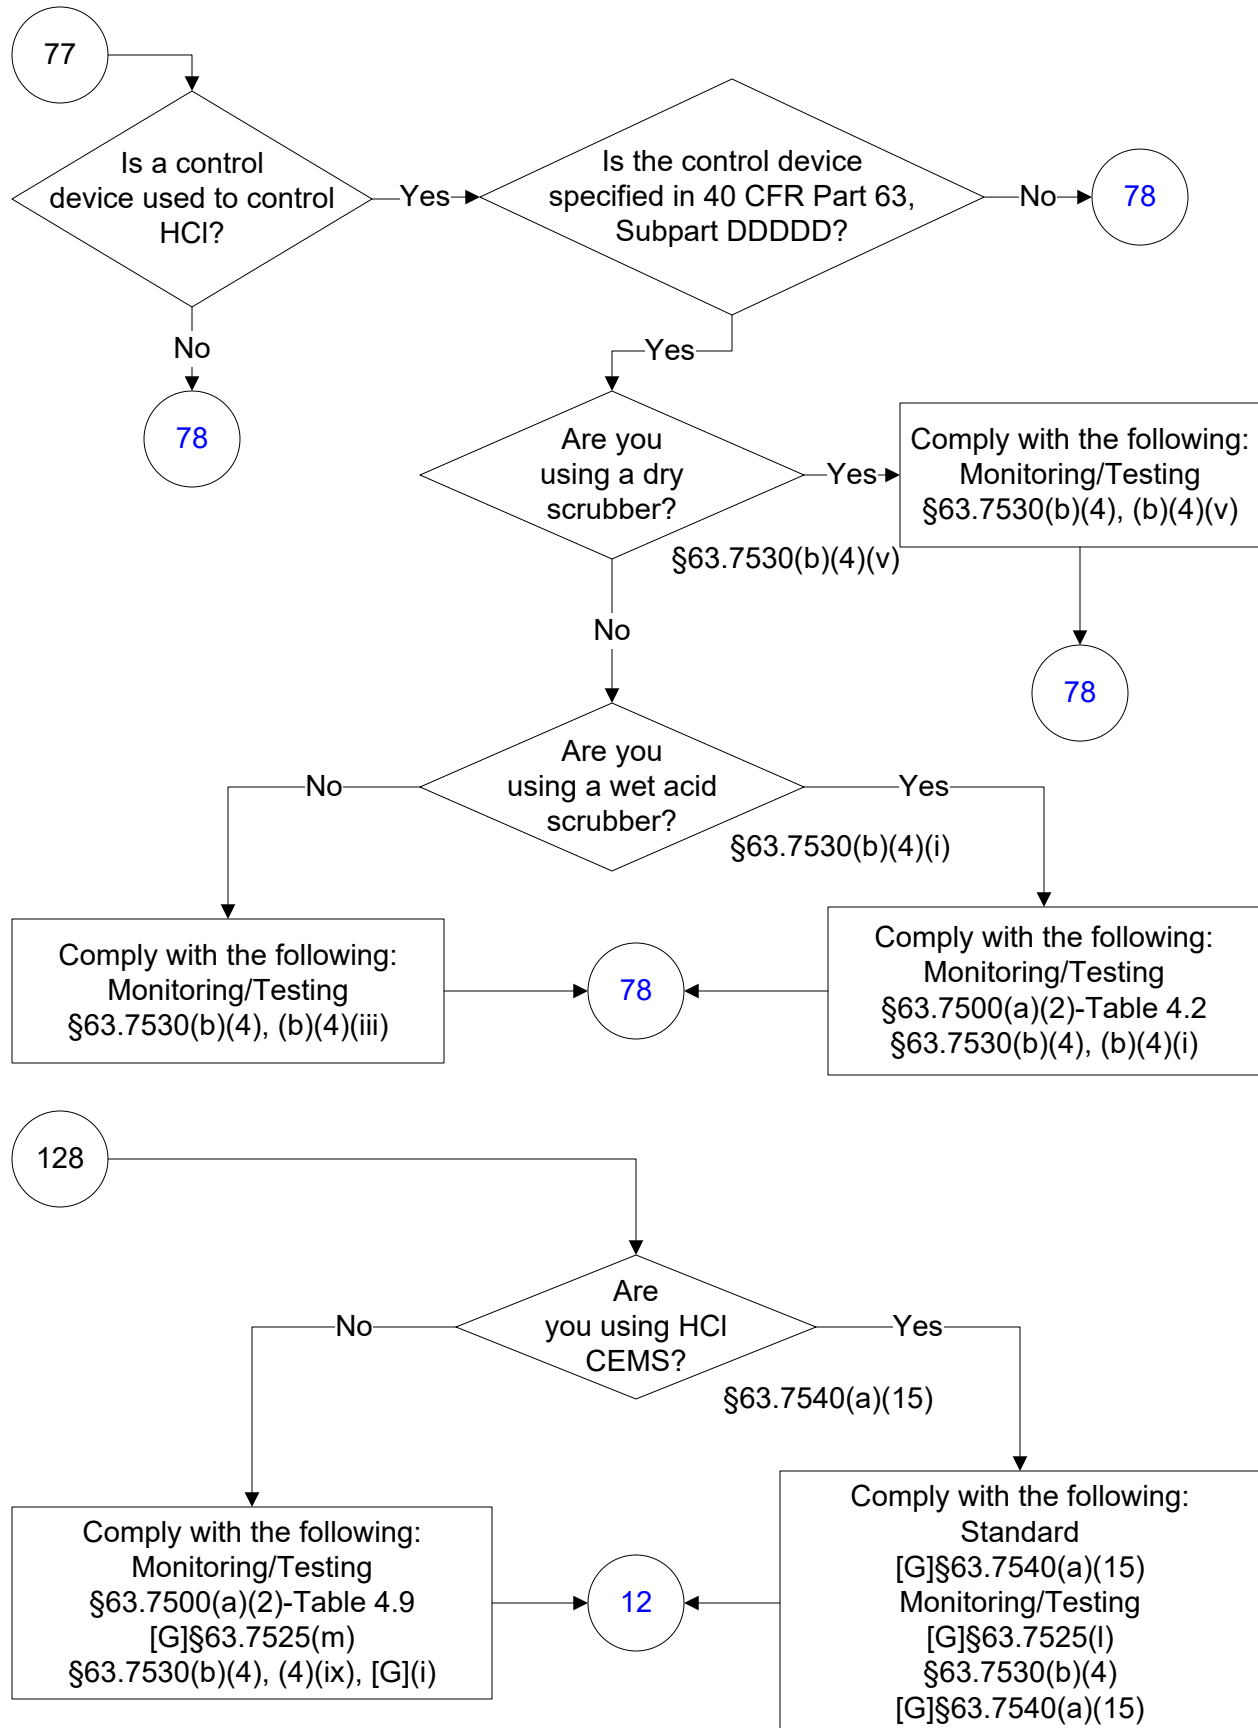 77
Is a control
device used to control
HCl?
Yes
Is the control device
specified in 40 CFR Part 63,
Subpart DDDDD?
No
78
No
78
Yes
Are you
using a dry
scrubber?
§63.7530(b)(4)(v)
Yes
Comply with the following:
Monitoring/Testing
§63.7530(b)(4), (b)(4)(v)
78
No
Are you
using a wet acid
scrubber?
§63.7530(b)(4)(i)
No
Yes
Comply with the following:
Monitoring/Testing
§63.7530(b)(4), (b)(4)(iii)
78
Comply with the following:
Monitoring/Testing
§63.7500(a)(2)-Table 4.2
§63.7530(b)(4), (b)(4)(i)
128
Are
you using HCl
CEMS?
§63.7540(a)(15)
No
Yes
Comply with the following:
Monitoring/Testing
§63.7500(a)(2)-Table 4.9
[G]§63.7525(m)
§63.7530(b)(4), (4)(ix), [G](i)
12
Comply with the following:
Standard
[G]§63.7540(a)(15)
Monitoring/Testing
[G]§63.7525(l)
§63.7530(b)(4)
[G]§63.7540(a)(15)